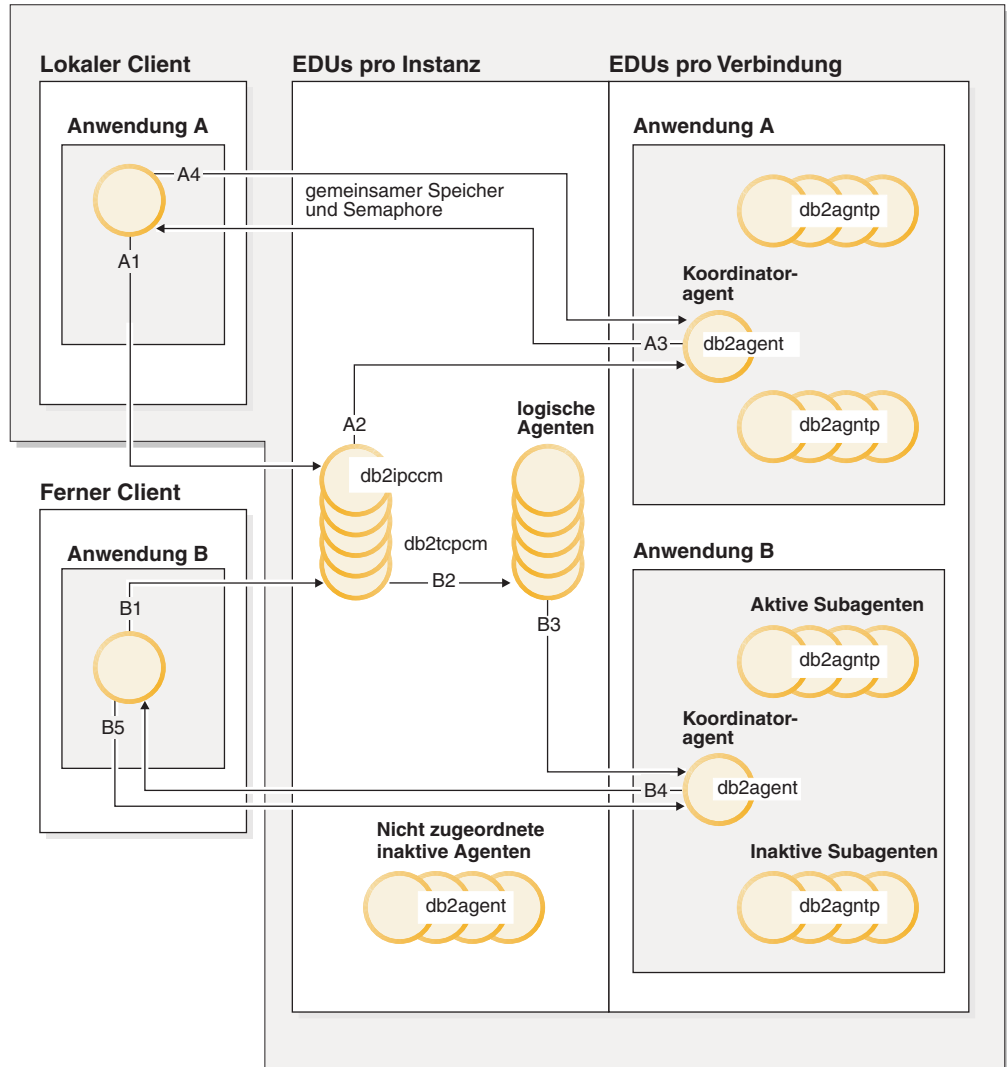 Lokaler Client
EDUs pro Instanz
EDUs pro Verbindung
Anwendung A
A4
A1
gemeinsamer Speicher
und Semaphore
Anwendung A
db2agntp
Koordinator-
agent
A3
db2agent
db2agntp
A2
db2ipccm
db2tcpcm
logische
Agenten
B2
B3
Ferner Client
Anwendung B
B1
B5
Anwendung B
Aktive Subagenten
db2agntp
Koordinator-
agent
B4
db2agent
Inaktive Subagenten
db2agntp
Nicht zugeordnete
inaktive Agenten
db2agent